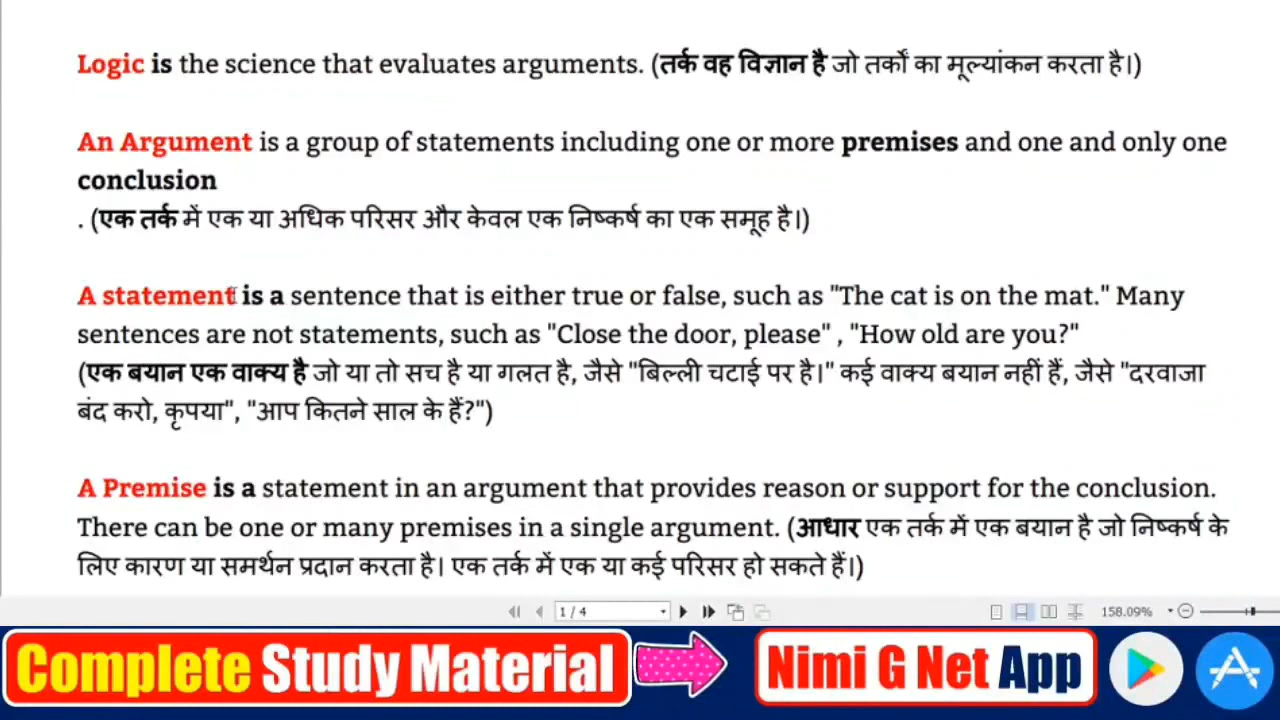 Logic is the science that evaluates arguments. (तर्क वह विज्ञान है जो तर्कों का मूल्यांकन करता है।)
An Argument is a group of statements including one or more premises and one and only one
conclusion
. (एक तर्क में एक या अधिक परिसर और केवल एक निष्कर्ष का एक समूह है।)
A statement is a sentence that is either true or false, such as "The cat is on the mat." Many
sentences are not statements, such as "Close the door, please" , "How old are you?"
(एक बयान एक वाक्य है जो या तो सच है या गलत है, जैसे "बिल्ली चटाई पर है।" कई वाक्य बयान नहीं हैं, जैसे "दरवाजा
बंद करो, कृपया", "आप कितने साल के हैं?")
A Premise is a statement in an argument that provides reason or support for the conclusion.
There can be one or many premises in a single argument. (आधार एक तर्क में एक बयान है जो निष्कर्ष के
लिए कारण या समर्थन प्रदान करता है। एक तर्क में एक या कई परिसर हो सकते हैं।)
1 / 4 158.09%
Complete Study Material Nimi G Net App